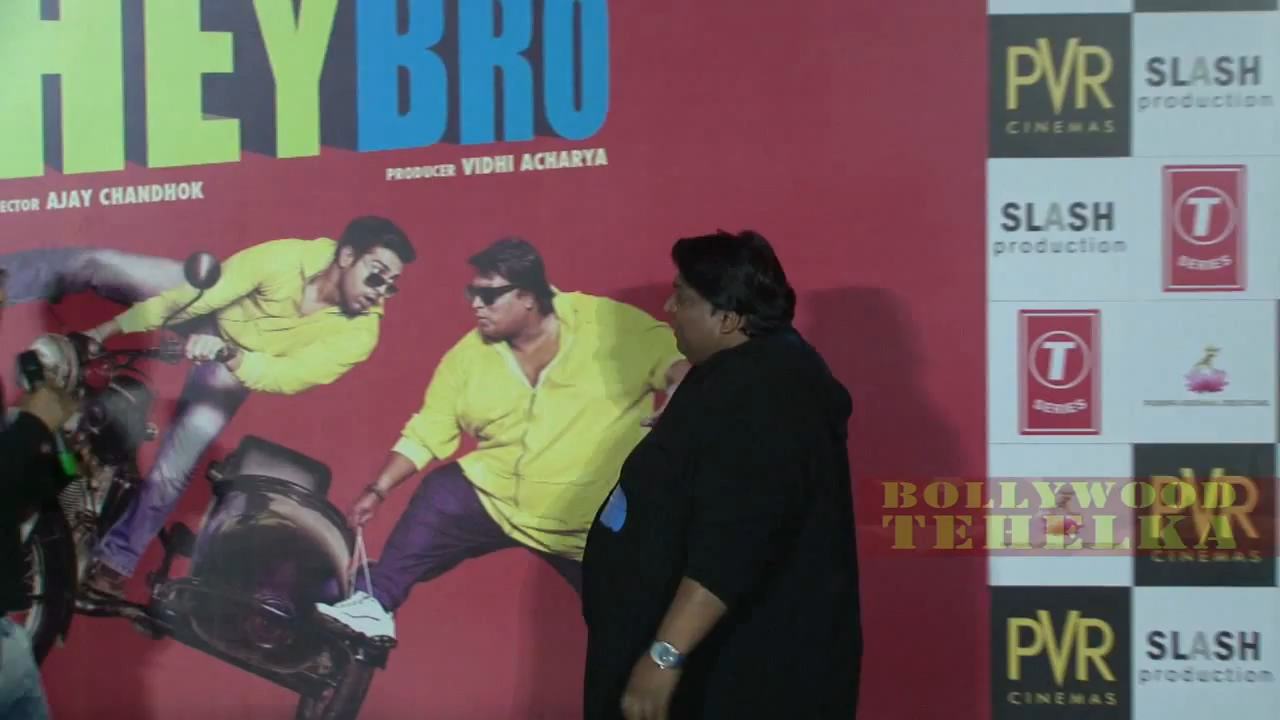 HEY BRO
PRODUCER VIDHI ACHARYA
ECTOR AJAY CHANDHOK
PVR
CINEMAS
SLASH
production
SLASH
production
T
SERIES
T
SERIES
BOLLYWOOD
TEHELKA
PVR
CINEMAS
PVR
CINEMAS
SLASH
production